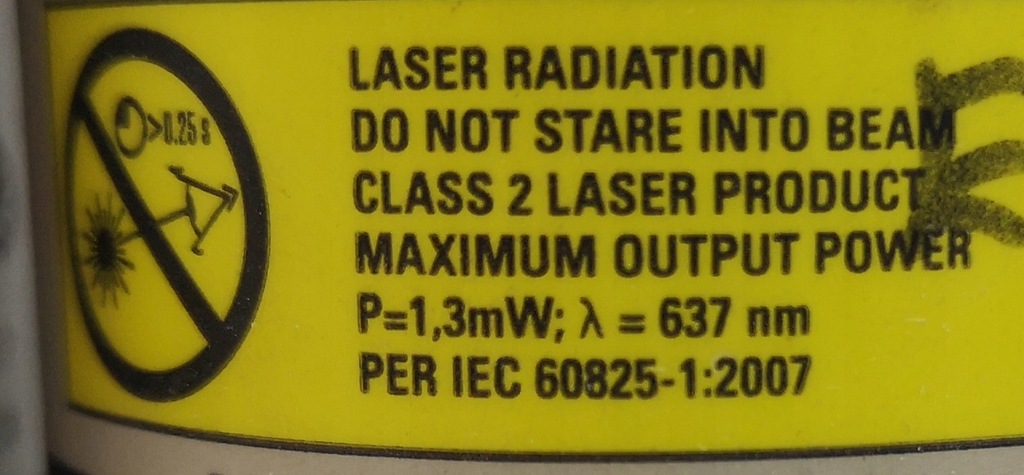 >0.25 s
LASER RADIATION
DO NOT STARE INTO BEAM
CLASS 2 LASER PRODUCT
MAXIMUM OUTPUT POWER
P=1,3mW; λ = 637 nm
PER IEC 60825-1:2007